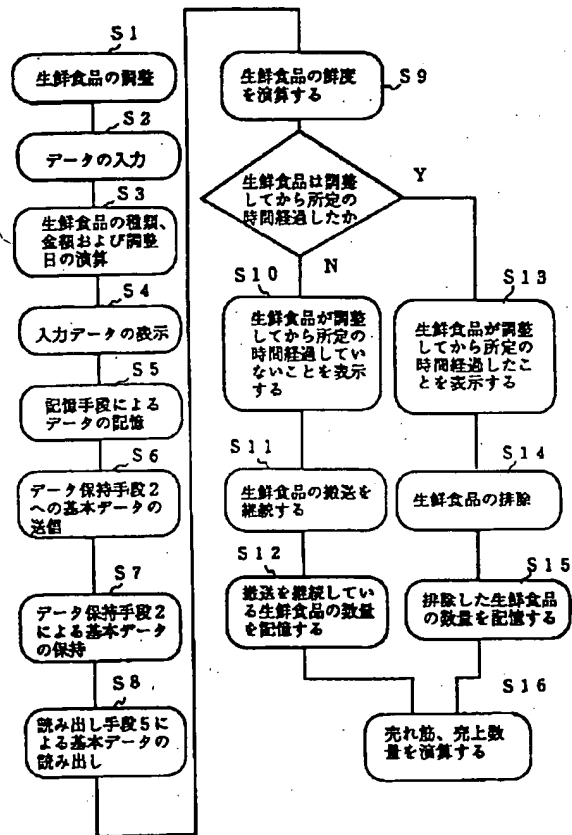 S1
生鮮食品の調整
S2
データの入力
S3
生鮮食品の種類、
金額および調整
日の演算
S4
入力データの表示
S5
記憶手段による
データの記憶
S6
データ保持手段2
への基本データの
送信
S7
データ保持手段2
による基本データ
の保持
S8
読み出し手段5に
よる基本データの
読み出し
S9
生鮮食品の鮮度
を演算する
生鮮食品は調整
してから所定の
時間経過したか
Y
N
S10
生鮮食品が調整
してから所定の
時間経過してい
ないことを表示
する
S11
生鮮食品の搬送を
継続する
S12
搬送を継続してい
る生鮮食品の数量
を記憶する
S13
生鮮食品が調整
してから所定の
時間経過したこ
とを表示する
S14
生鮮食品の排除
S15
排除した生鮮食品
の数量を記憶する
S16
売れ筋、売上数
量を演算する